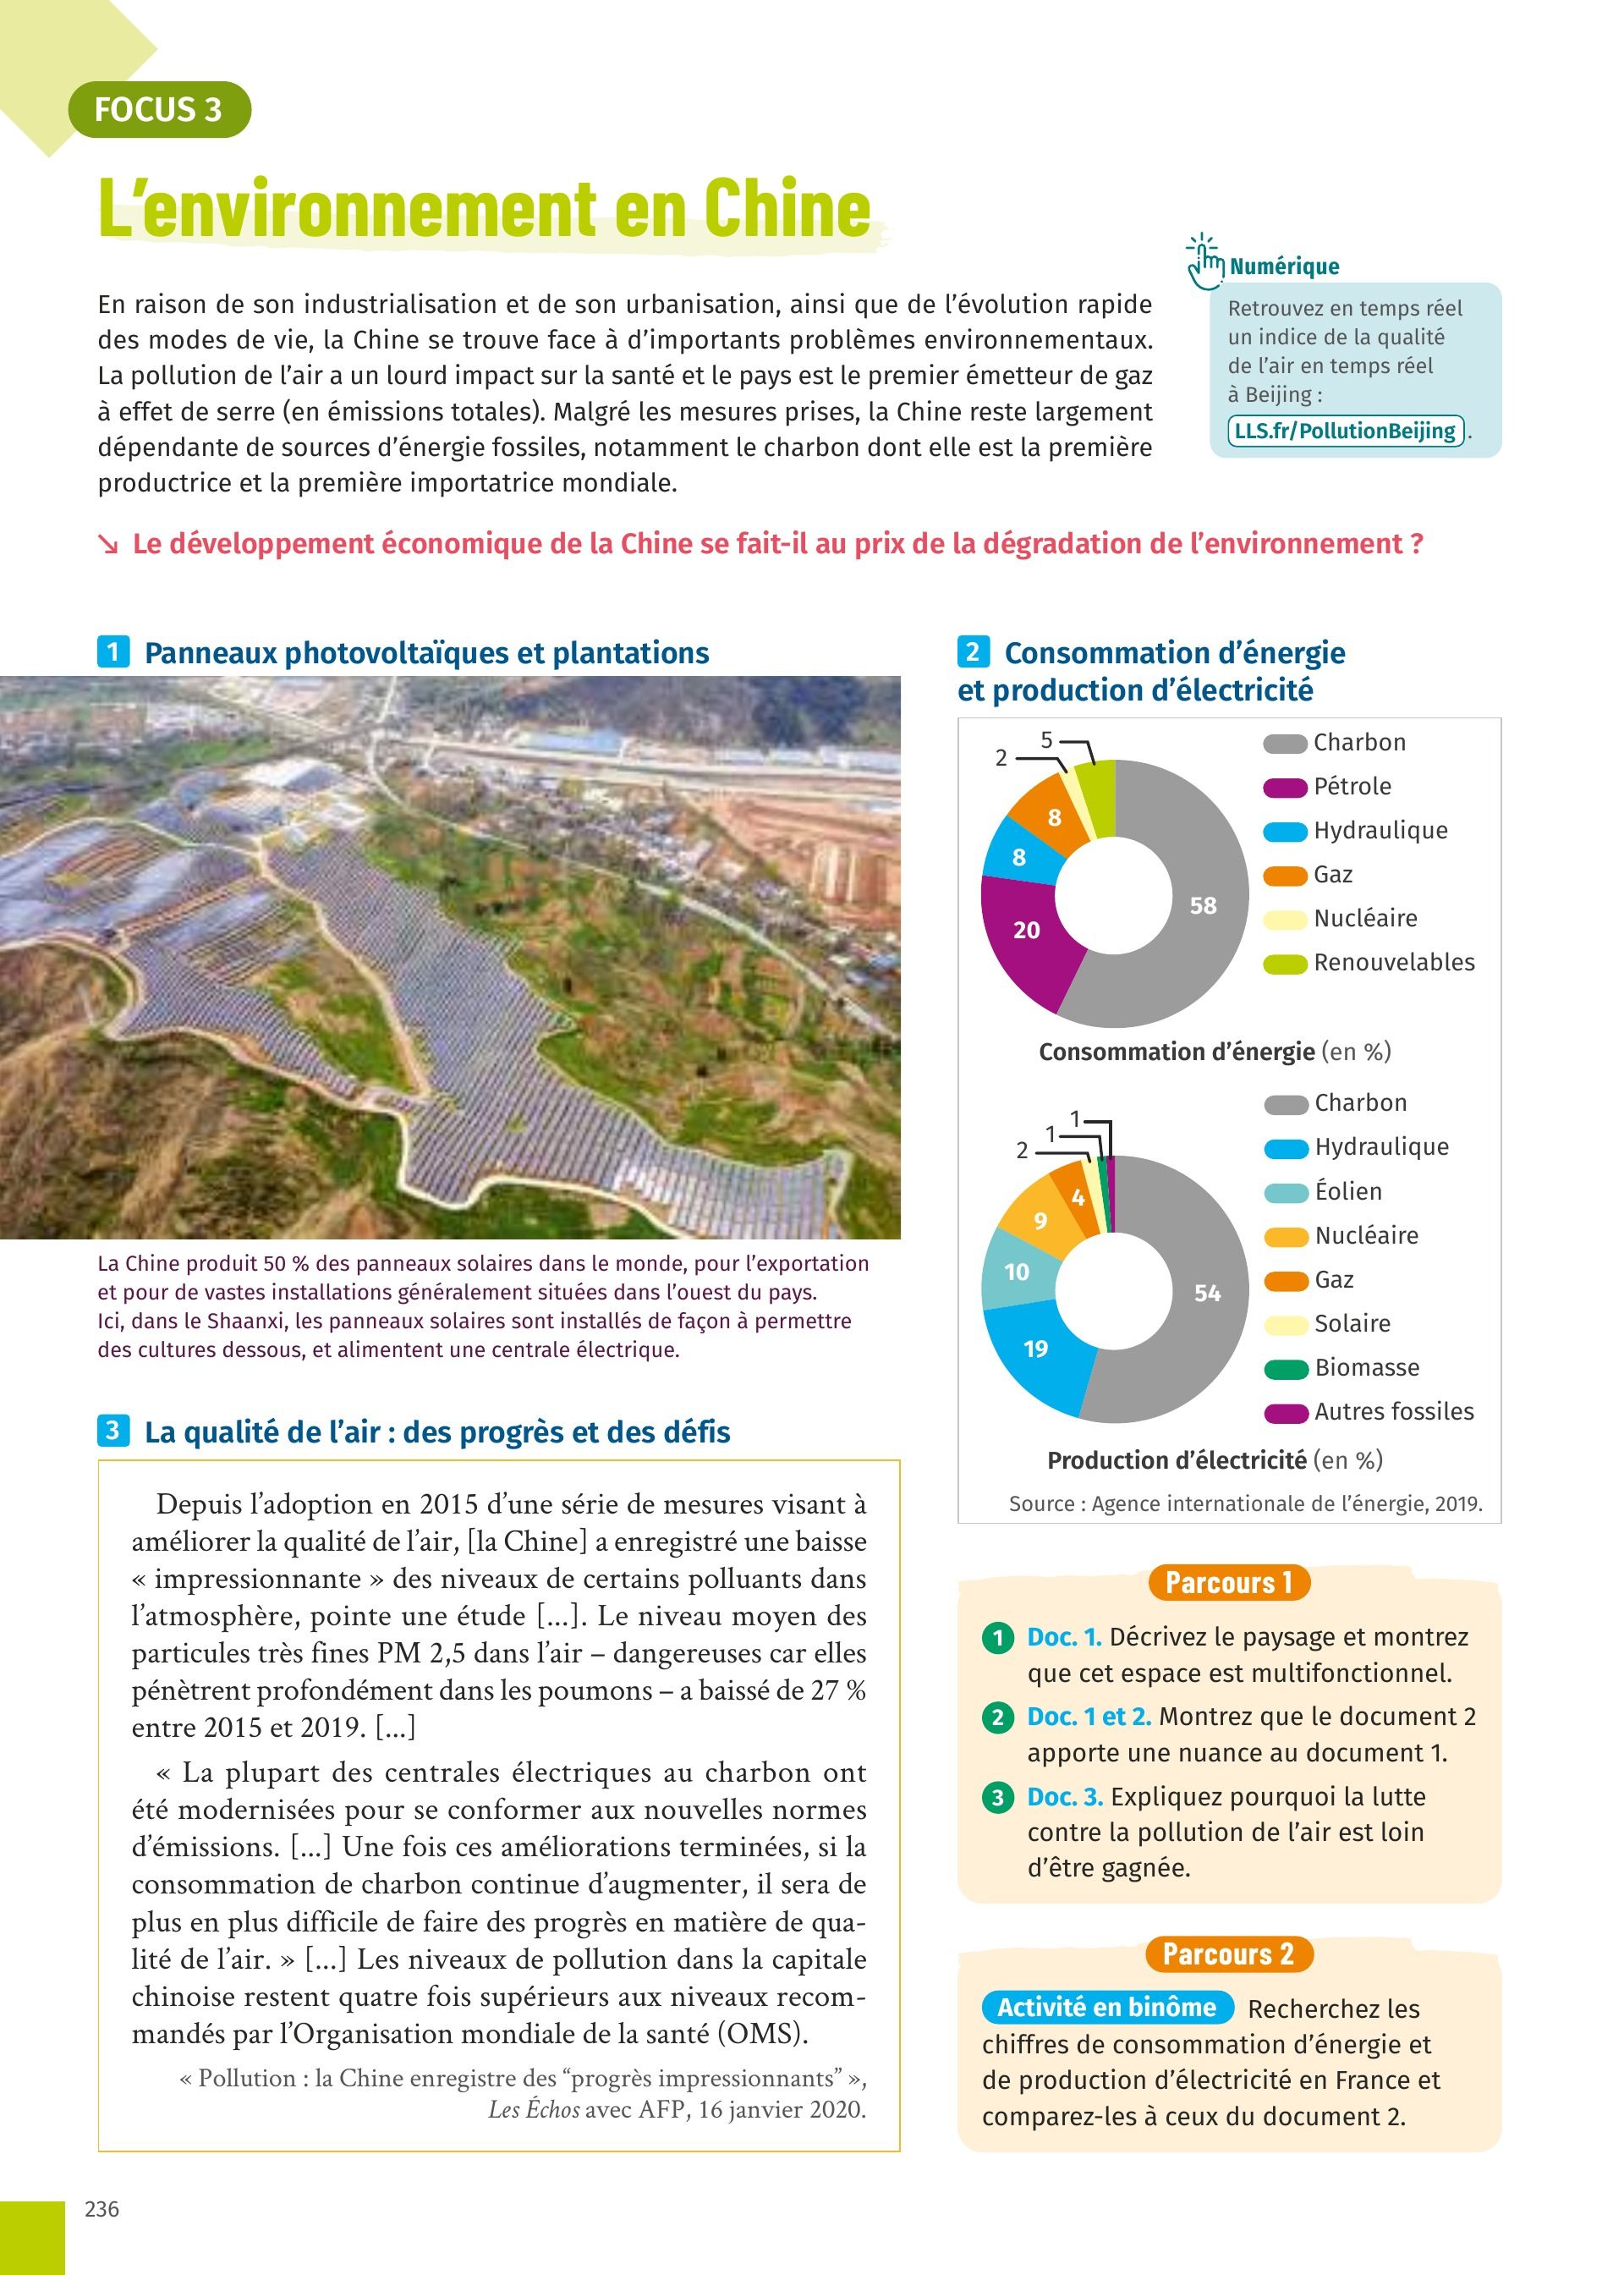 FOCUS 3
L’environnement en Chine
En raison de son industrialisation et de son urbanisation, ainsi que de l’évolution rapide
des modes de vie, la Chine se trouve face à d’importants problèmes environnementaux.
La pollution de l’air a un lourd impact sur la santé et le pays est le premier émetteur de gaz
à effet de serre (en émissions totales). Malgré les mesures prises, la Chine reste largement
dépendante de sources d’énergie fossiles, notamment le charbon dont elle est la première
productrice et la première importatrice mondiale.
Numérique
Retrouvez en temps réel
un indice de la qualité
de l’air en temps réel
à Beijing :
LLS.fr/PollutionBeijing .
↘ Le développement économique de la Chine se fait-il au prix de la dégradation de l’environnement ?
1 Panneaux photovoltaïques et plantations
La Chine produit 50 % des panneaux solaires dans le monde, pour l’exportation
et pour de vastes installations généralement situées dans l’ouest du pays.
Ici, dans le Shaanxi, les panneaux solaires sont installés de façon à permettre
des cultures dessous, et alimentent une centrale électrique.
2 Consommation d’énergie
et production d’électricité
5
2
8
8
20
58
Charbon
Pétrole
Hydraulique
Gaz
Nucléaire
Renouvelables
Consommation d’énergie (en %)
1
1
2
4
9
10
19
54
Charbon
Hydraulique
Éolien
Nucléaire
Gaz
Solaire
Biomasse
Autres fossiles
Production d’électricité (en %)
Source : Agence internationale de l’énergie, 2019.
3 La qualité de l’air : des progrès et des défis
Depuis l’adoption en 2015 d’une série de mesures visant à
améliorer la qualité de l’air, [la Chine] a enregistré une baisse
« impressionnante » des niveaux de certains polluants dans
l’atmosphère, pointe une étude [...]. Le niveau moyen des
particules très fines PM 2,5 dans l’air – dangereuses car elles
pénètrent profondément dans les poumons – a baissé de 27 %
entre 2015 et 2019. [...]
« La plupart des centrales électriques au charbon ont
été modernisées pour se conformer aux nouvelles normes
d’émissions. [...] Une fois ces améliorations terminées, si la
consommation de charbon continue d’augmenter, il sera de
plus en plus difficile de faire des progrès en matière de qua-
lité de l’air. » [...] Les niveaux de pollution dans la capitale
chinoise restent quatre fois supérieurs aux niveaux recom-
mandés par l’Organisation mondiale de la santé (OMS).
« Pollution : la Chine enregistre des “progrès impressionnants” »,
Les Échos avec AFP, 16 janvier 2020.
Parcours 1
1 Doc. 1. Décrivez le paysage et montrez
que cet espace est multifonctionnel.
2 Doc. 1 et 2. Montrez que le document 2
apporte une nuance au document 1.
3 Doc. 3. Expliquez pourquoi la lutte
contre la pollution de l’air est loin
d’être gagnée.
Parcours 2
Activité en binôme Recherchez les
chiffres de consommation d’énergie et
de production d’électricité en France et
comparez-les à ceux du document 2.
236